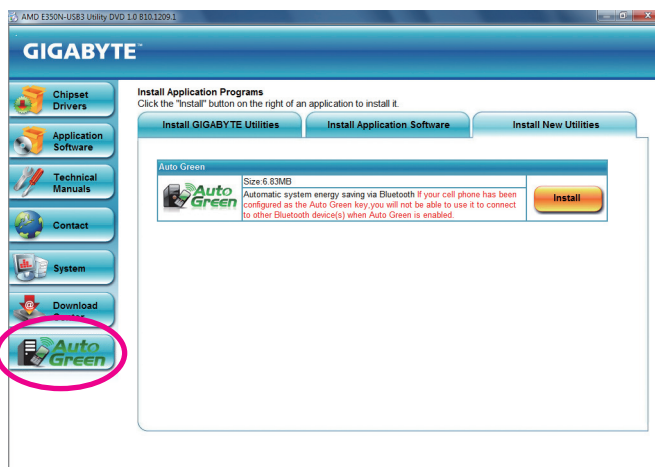 AMD E350N-USB3 Utility DVD 1.0 B10.1209.1
GIGABYTE™
Chipset
Drivers
Application
Software
Technical
Manuals
Contact
System
Download
Auto
Green
Install Application Programs
Click the "Install" button on the right of an application to install it.
Install GIGABYTE Utilities
Install Application Software
Install New Utilities
Auto Green
Auto
Green
Size:6.83MB
Automatic system energy saving via Bluetooth If your cell phone has been
configured as the Auto Green key,you will not be able to use it to connect
to other Bluetooth device(s) when Auto Green is enabled.
Install